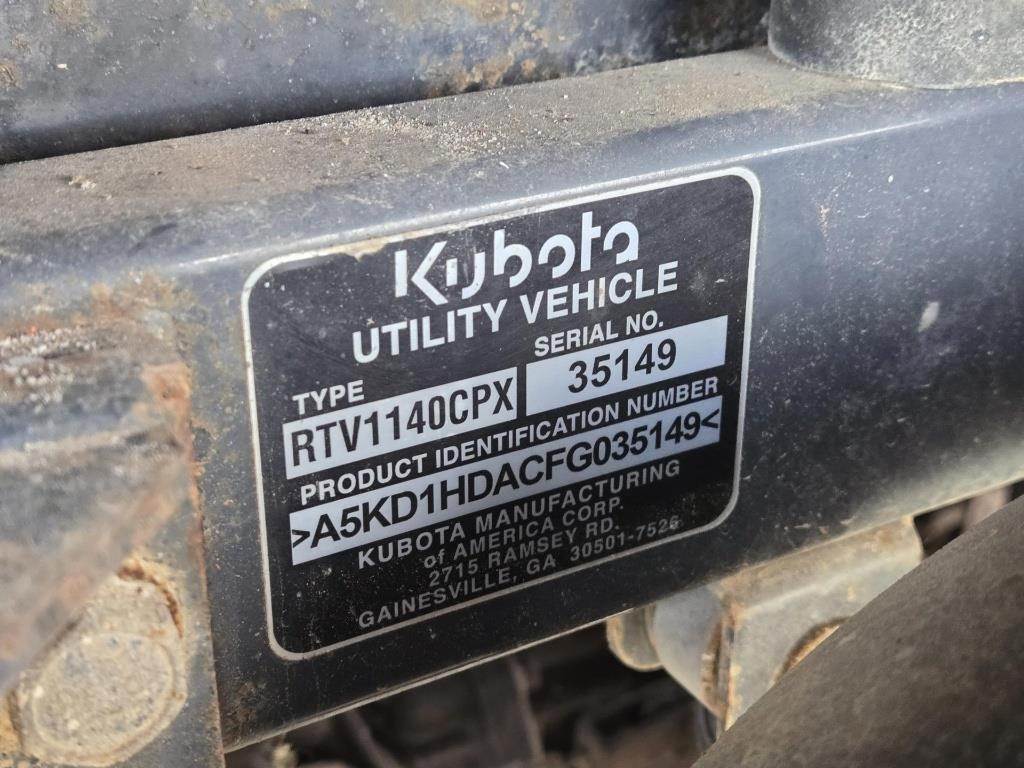 Kubota
UTILITY VEHICLE
TYPE SERIAL NO.
RTV1140CPX 35149
PRODUCT IDENTIFICATION NUMBER
>A5KD1HDACFG035149<
KUBOTA MANUFACTURING
of AMERICA CORP.
2715 RAMSEY RD.
GAINESVILLE, GA 30501-7526